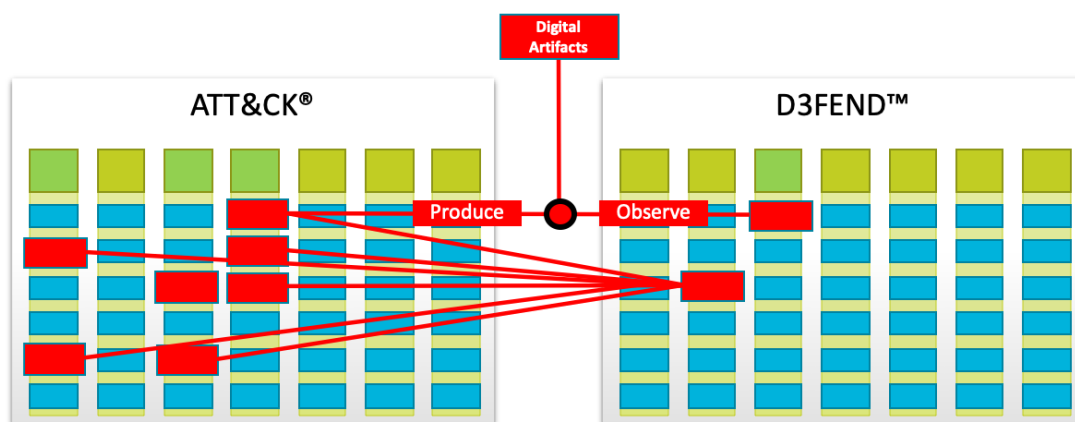 Digital
Artifacts
ATT&CK®
D3FEND™
Produce
Observe